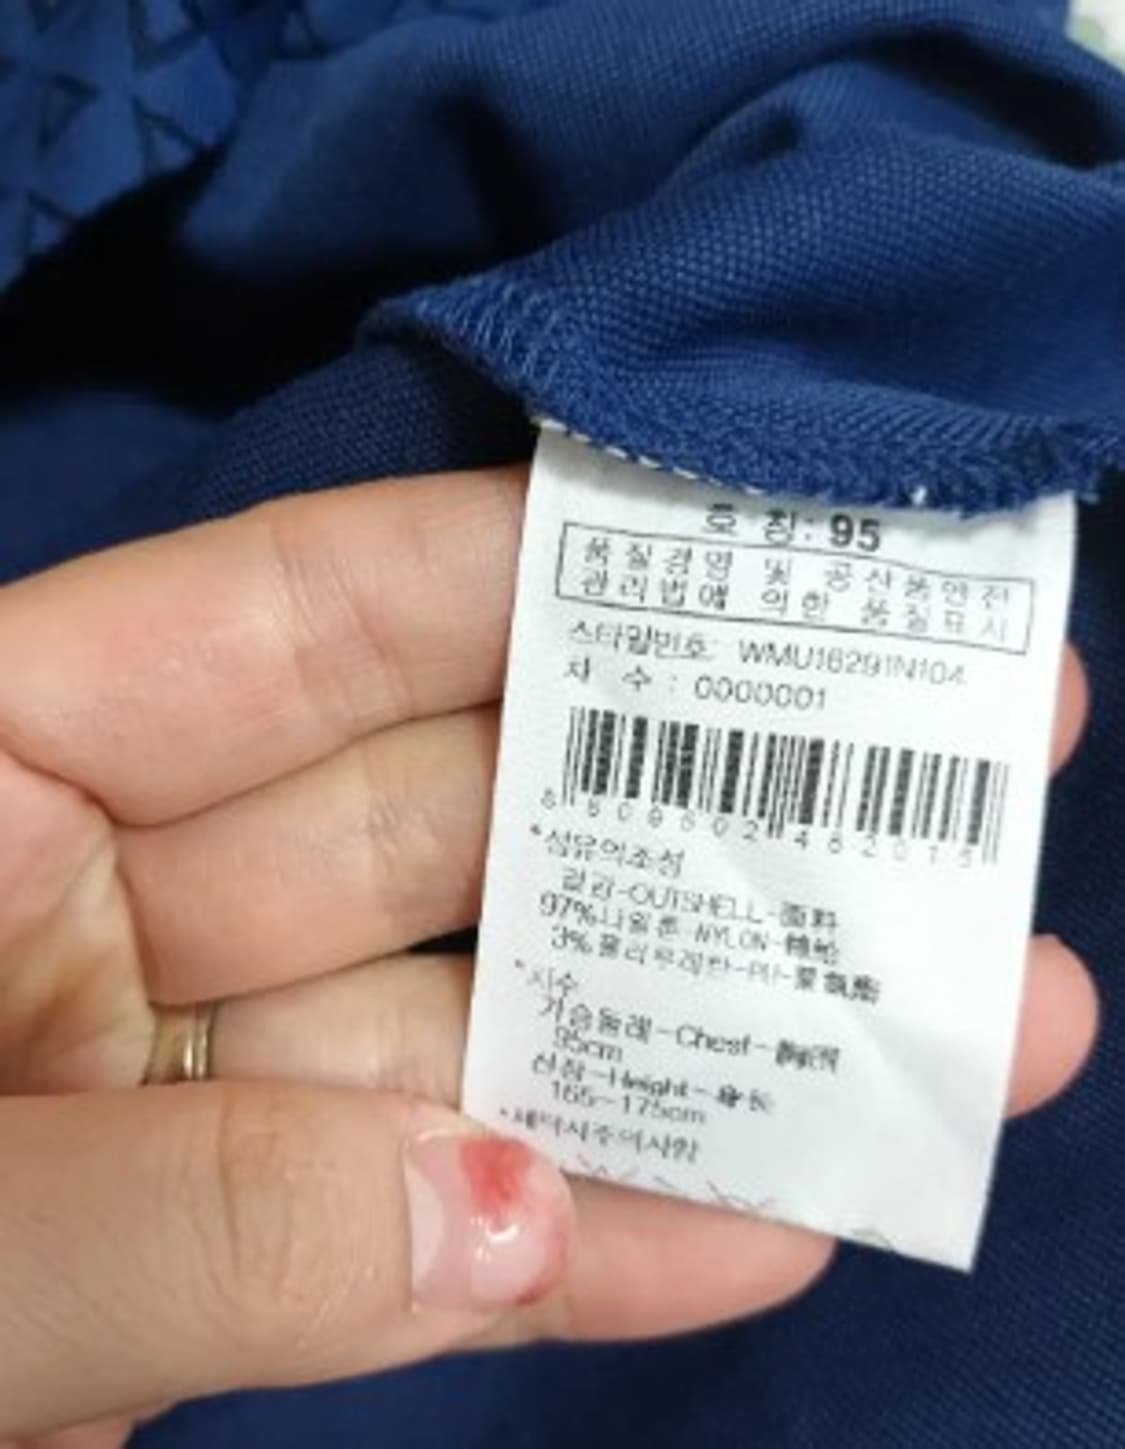 호 칭: 95
품질경영 및 공산품안전
관리법에 의한 품질표시
스타일번호: WMU16291N104
차 수 : 0000001
8 809602 482015
*섬유의조성
겉감-OUTSHELL-面料
97%나일론-NYLON-
3%폴리우레탄-PU-聚氨酯
*치수
가슴둘레-Chest-胸围
95cm
신장-Height-身长
165~175cm
*세탁시주의사항